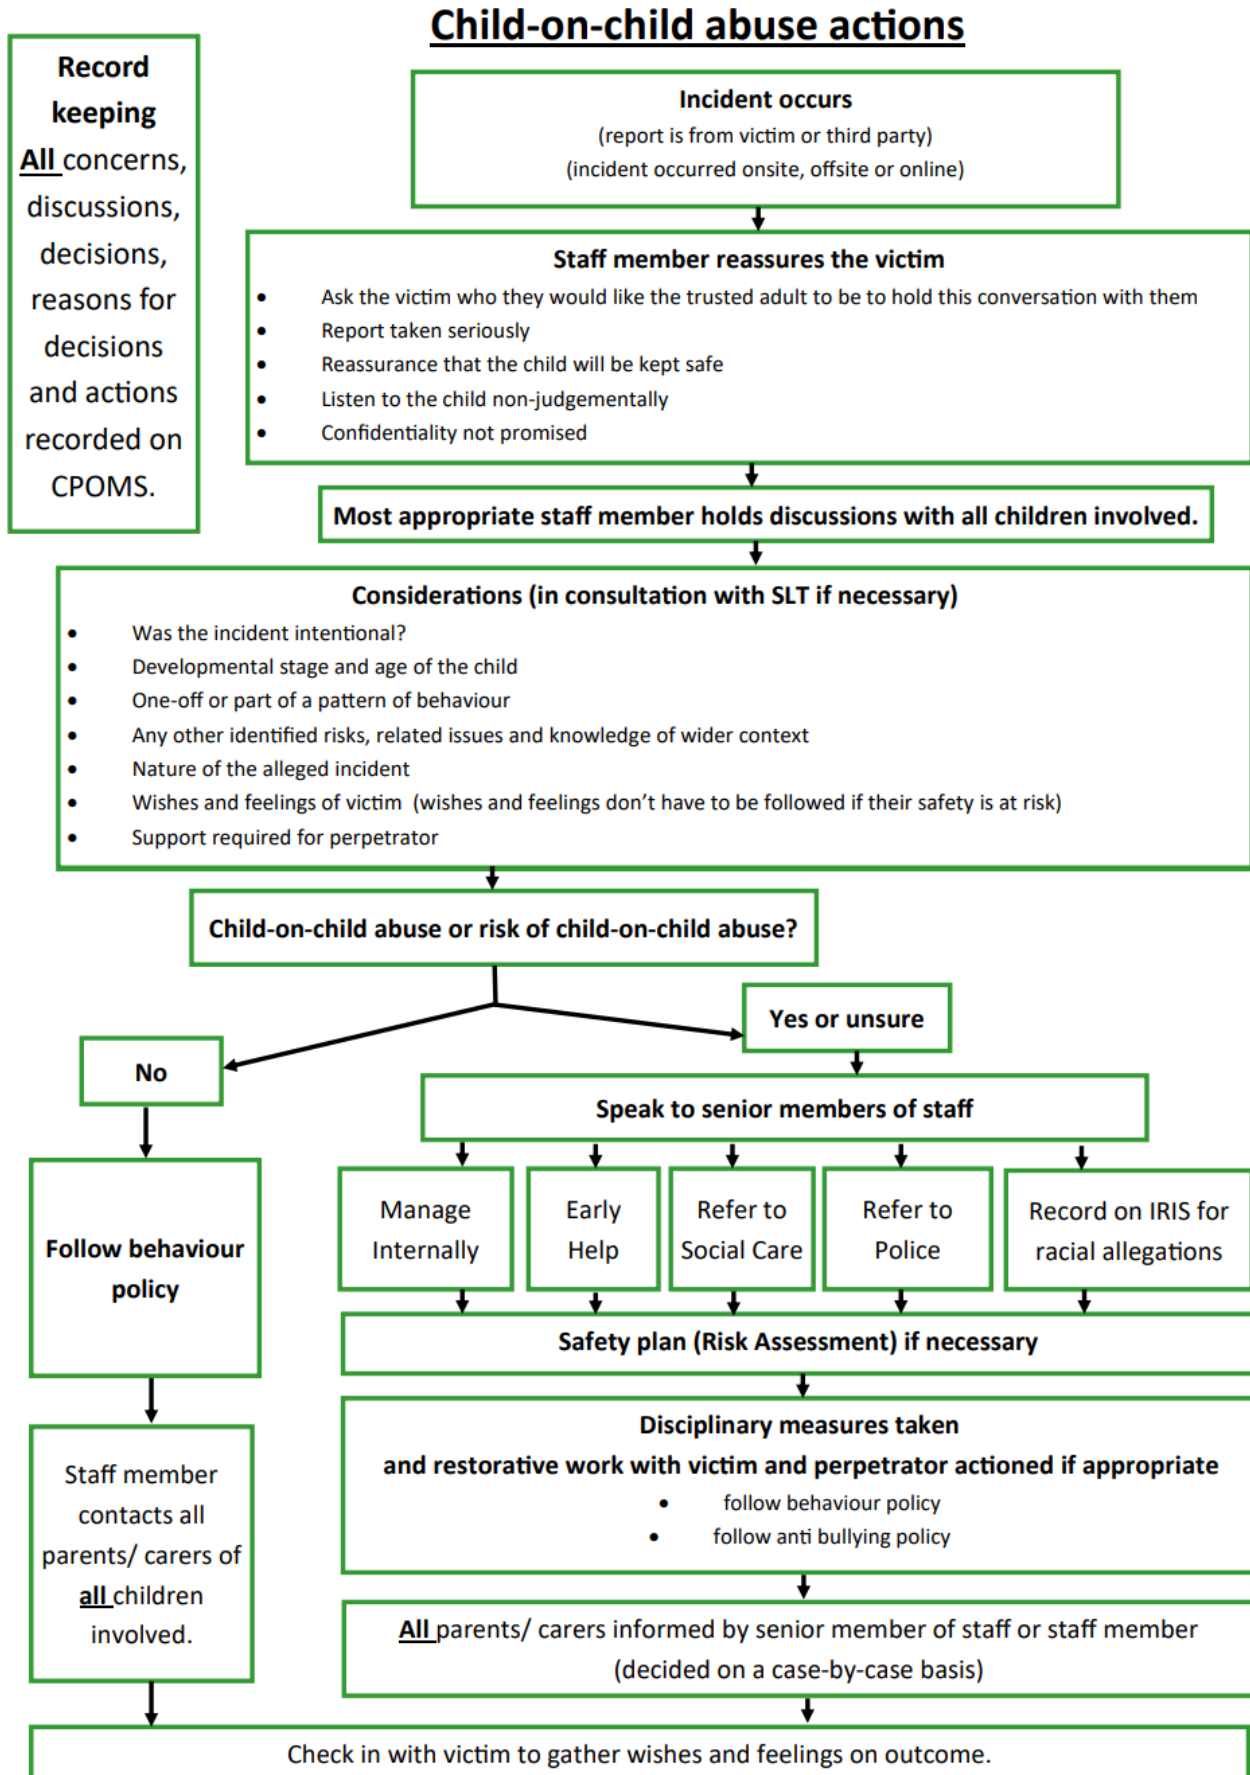 Child-on-child abuse actions
Record
keeping
All concerns,
discussions,
decisions,
reasons for
decisions
and actions
recorded on
CPOMS.
Incident occurs
(report is from victim or third party)
(incident occurred onsite, offsite or online)
Staff member reassures the victim
• Ask the victim who they would like the trusted adult to be to hold this conversation with them
• Report taken seriously
• Reassurance that the child will be kept safe
• Listen to the child non-judgementally
• Confidentiality not promised
Most appropriate staff member holds discussions with all children involved.
Considerations (in consultation with SLT if necessary)
• Was the incident intentional?
• Developmental stage and age of the child
• One-off or part of a pattern of behaviour
• Any other identified risks, related issues and knowledge of wider context
• Nature of the alleged incident
• Wishes and feelings of victim (wishes and feelings don't have to be followed if their safety is at risk)
• Support required for perpetrator
Child-on-child abuse or risk of child-on-child abuse?
No
Follow behaviour
policy
Staff member
contacts all
parents/ carers of
all children
involved.
Yes or unsure
Speak to senior members of staff
Manage
Internally
Early
Help
Refer to
Social Care
Refer to
Police
Record on IRIS for
racial allegations
Safety plan (Risk Assessment) if necessary
Disciplinary measures taken
and restorative work with victim and perpetrator actioned if appropriate
• follow behaviour policy
• follow anti bullying policy
All parents/ carers informed by senior member of staff or staff member
(decided on a case-by-case basis)
Check in with victim to gather wishes and feelings on outcome.